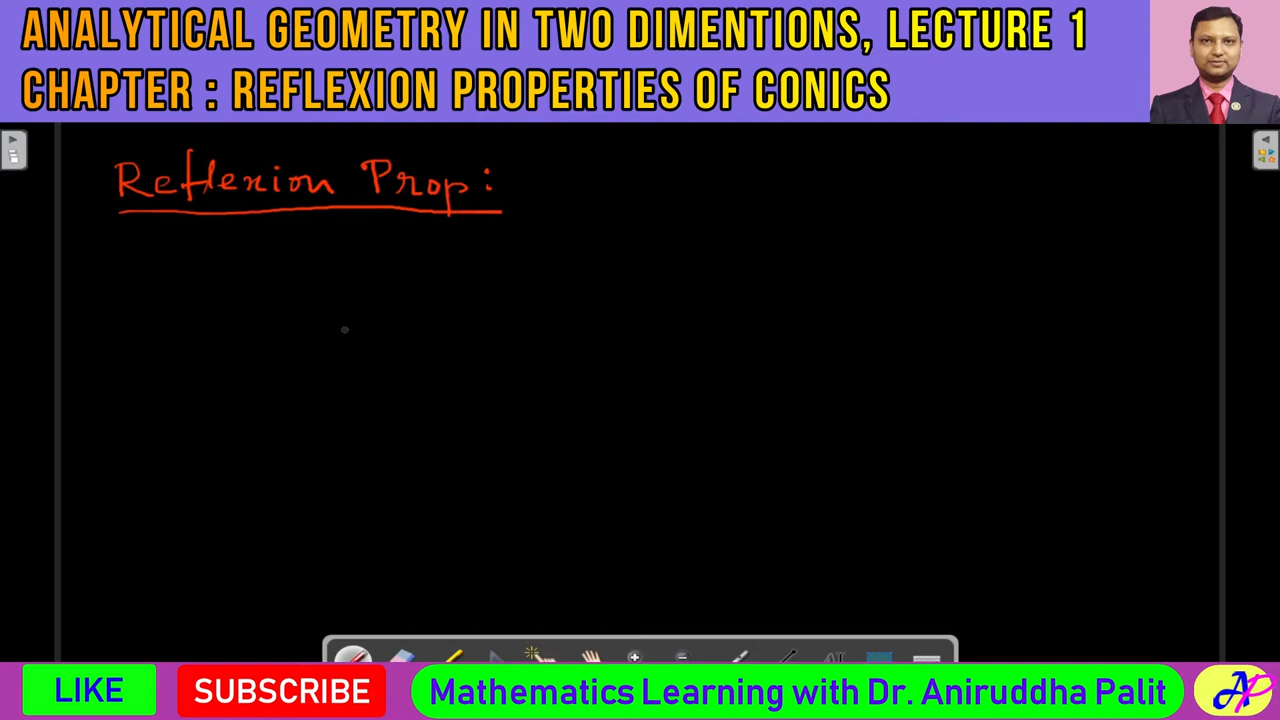 ANALYTICAL GEOMETRY IN TWO DIMENTIONS, LECTURE 1
CHAPTER : REFLEXION PROPERTIES OF CONICS
Reflexion Prop :
LIKE
SUBSCRIBE
Mathematics Learning with Dr. Aniruddha Palit
AP